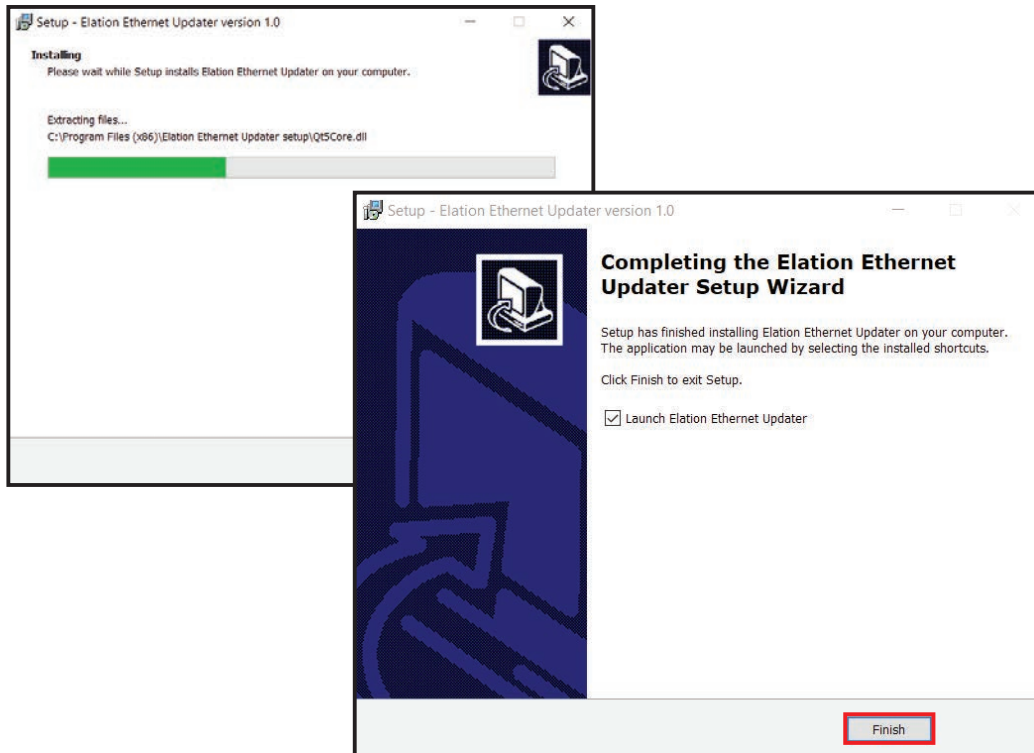 Setup - Elation Ethernet Updater version 1.0
Installing
Please wait while Setup installs Elation Ethernet Updater on your computer.
Extracting files...
C:\Program Files (x86)\Elation Ethernet Updater setup\Qt5Core.dll
Setup - Elation Ethernet Updater version 1.0
Completing the Elation Ethernet
Updater Setup Wizard
Setup has finished installing Elation Ethernet Updater on your computer.
The application may be launched by selecting the installed shortcuts.
Click Finish to exit Setup.
Launch Elation Ethernet Updater
Finish